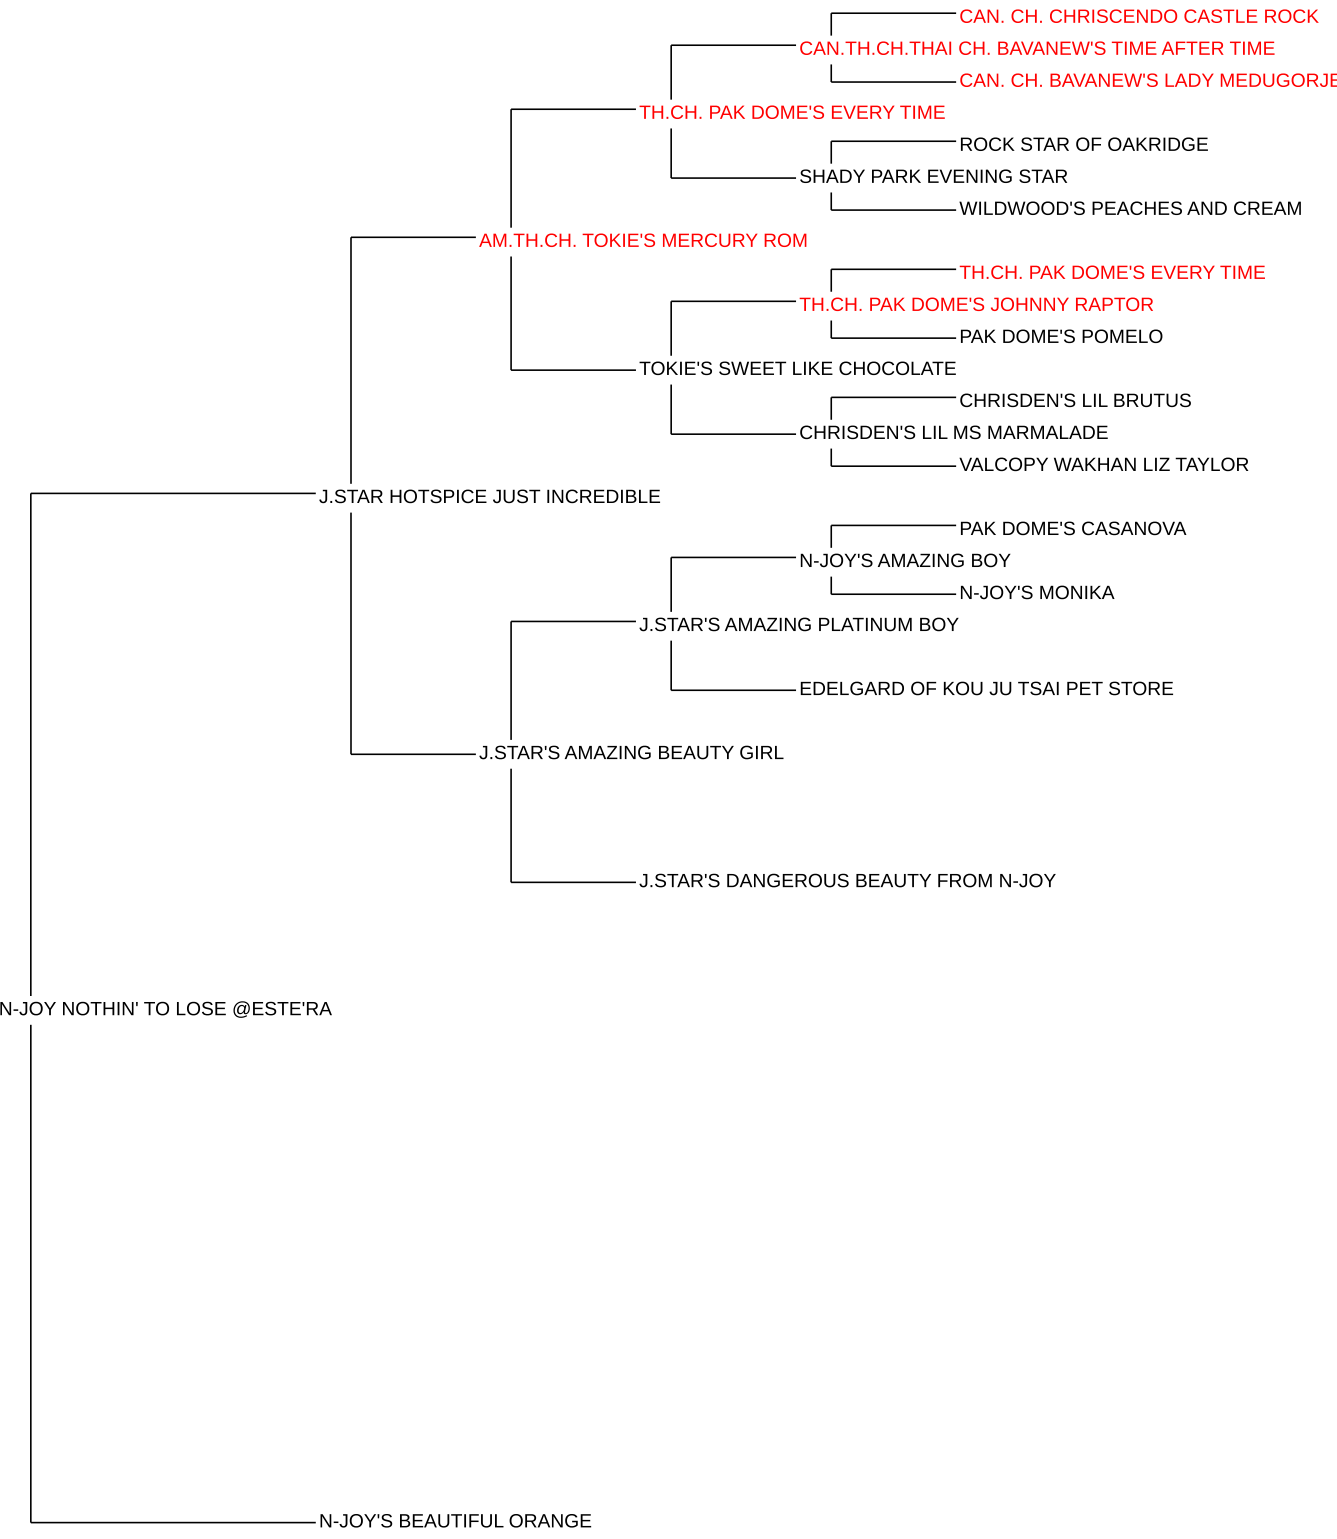 CAN. CH. CHRISCENDO CASTLE ROCK
CAN.TH.CH.THAI CH. BAVANEW'S TIME AFTER TIME
CAN. CH. BAVANEW'S LADY MEDUGORJE
TH.CH. PAK DOME'S EVERY TIME
ROCK STAR OF OAKRIDGE
SHADY PARK EVENING STAR
WILDWOOD'S PEACHES AND CREAM
AM.TH.CH. TOKIE'S MERCURY ROM
TH.CH. PAK DOME'S EVERY TIME
TH.CH. PAK DOME'S JOHNNY RAPTOR
PAK DOME'S POMELO
TOKIE'S SWEET LIKE CHOCOLATE
CHRISDEN'S LIL BRUTUS
CHRISDEN'S LIL MS MARMALADE
VALCOPY WAKHAN LIZ TAYLOR
J.STAR HOTSPICE JUST INCREDIBLE
PAK DOME'S CASANOVA
N-JOY'S AMAZING BOY
N-JOY'S MONIKA
J.STAR'S AMAZING PLATINUM BOY
EDELGARD OF KOU JU TSAI PET STORE
J.STAR'S AMAZING BEAUTY GIRL
J.STAR'S DANGEROUS BEAUTY FROM N-JOY
N-JOY NOTHIN' TO LOSE @ESTE'RA
N-JOY'S BEAUTIFUL ORANGE